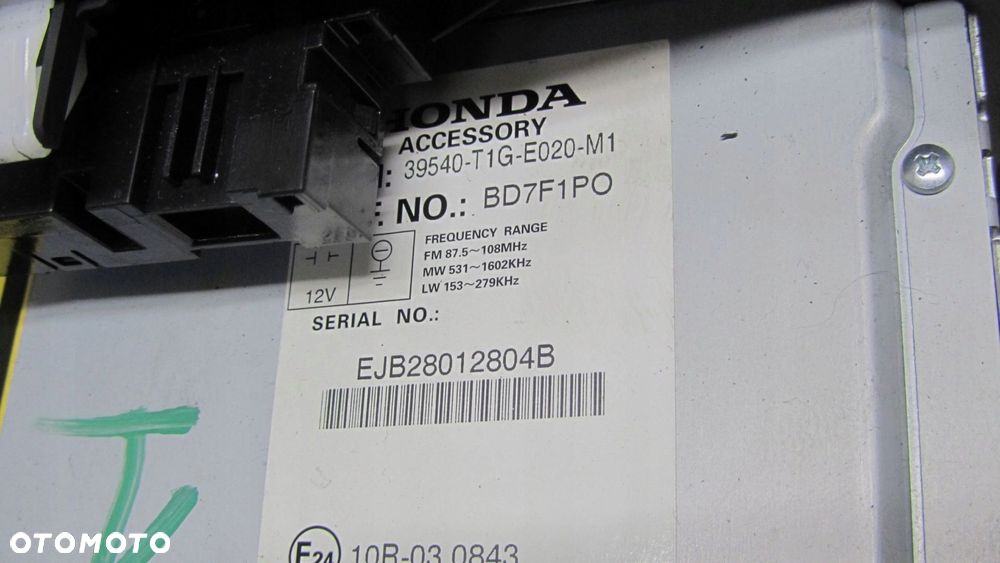 HONDA
ACCESSORY
39540-T1G-E020-M1
NO.: BD7F1PO
FREQUENCY RANGE
FM 87.5~108MHz
MW 531~1602KHz
LW 153~279KHz
12V
SERIAL NO.:
EJB28012804B
E24 10R-03 0843
OTOMOTO